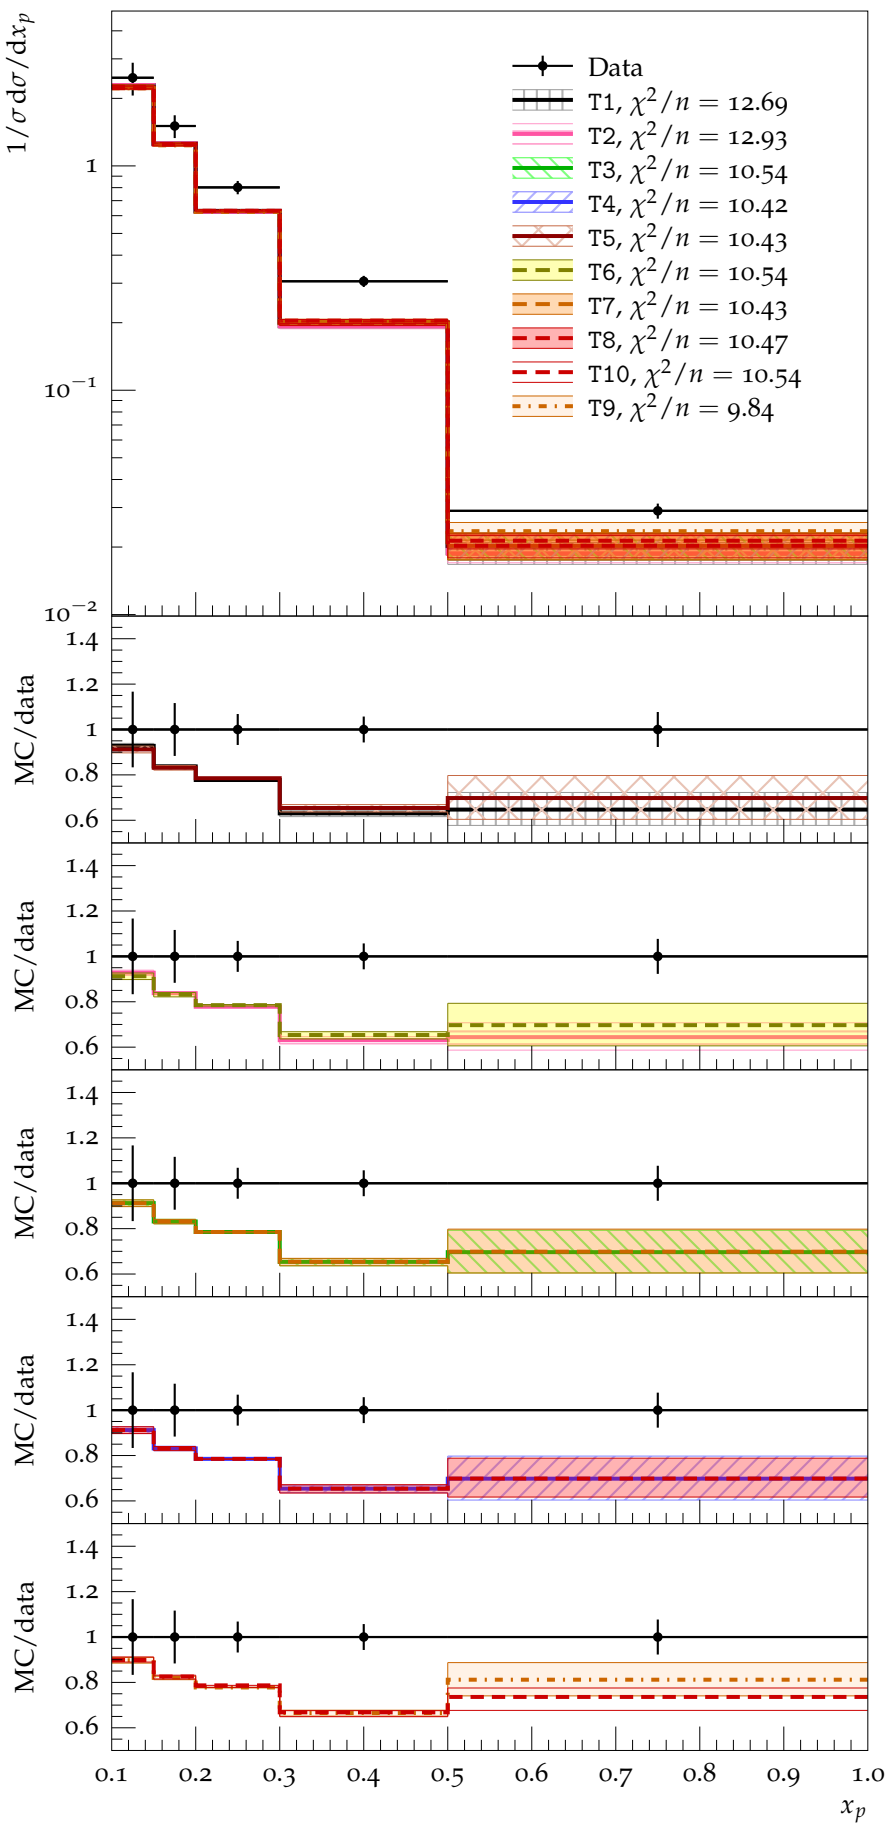 1/σ dσ/dx_p
Data
T1, χ²/n = 12.69
T2, χ²/n = 12.93
T3, χ²/n = 10.54
T4, χ²/n = 10.42
T5, χ²/n = 10.43
T6, χ²/n = 10.54
T7, χ²/n = 10.43
T8, χ²/n = 10.47
T10, χ²/n = 10.54
T9, χ²/n = 9.84
1
10⁻¹
10⁻²
MC/data
1.4
1.2
1
0.8
0.6
MC/data
1.4
1.2
1
0.8
0.6
MC/data
1.4
1.2
1
0.8
0.6
MC/data
1.4
1.2
1
0.8
0.6
MC/data
1.4
1.2
1
0.8
0.6
0.1 0.2 0.3 0.4 0.5 0.6 0.7 0.8 0.9 1.0
x_p